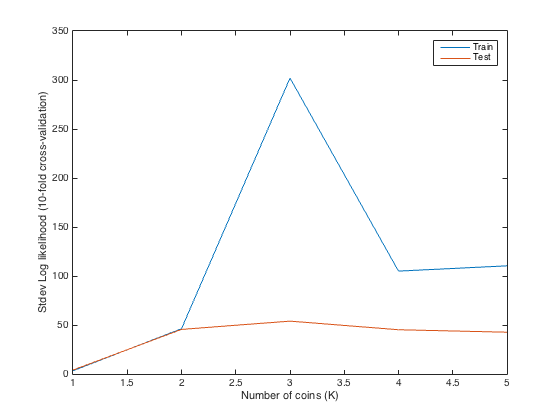 350
300
250
200
150
100
50
0
Stdev Log likelihood (10-fold cross-validation)
Train
Test
1 1.5 2 2.5 3 3.5 4 4.5 5
Number of coins (K)